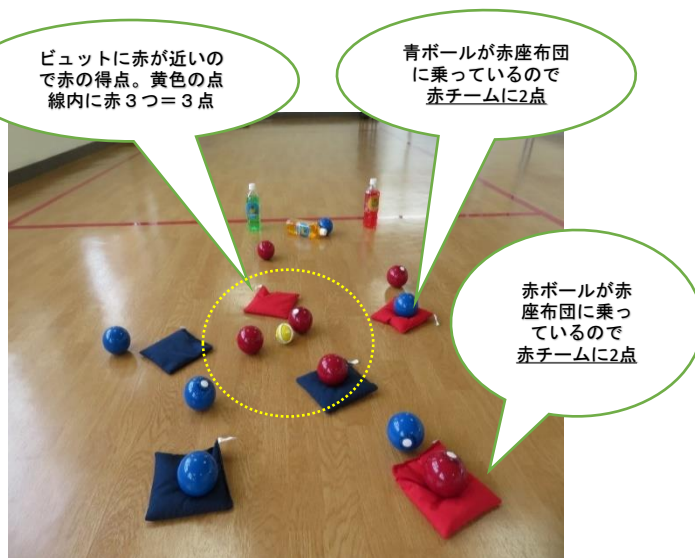 ビュットに赤が近いの
で赤の得点。黄色の点
線内に赤３つ＝３点
青ボールが赤座布団
に乗っているので
赤チームに2点
赤ボールが赤
座布団に乗っ
ているので
赤チームに2点